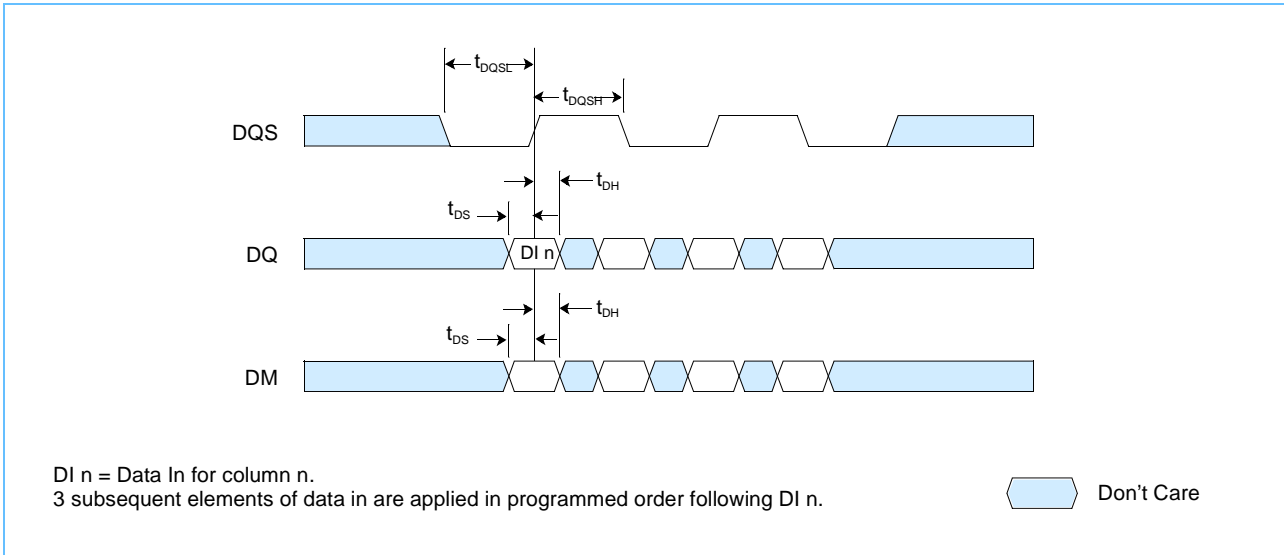 tDQSL
tDQSH
DQS
tDH
tDS
DQ
DI n
tDH
tDS
DM
DI n = Data In for column n.
3 subsequent elements of data in are applied in programmed order following DI n.
Don't Care